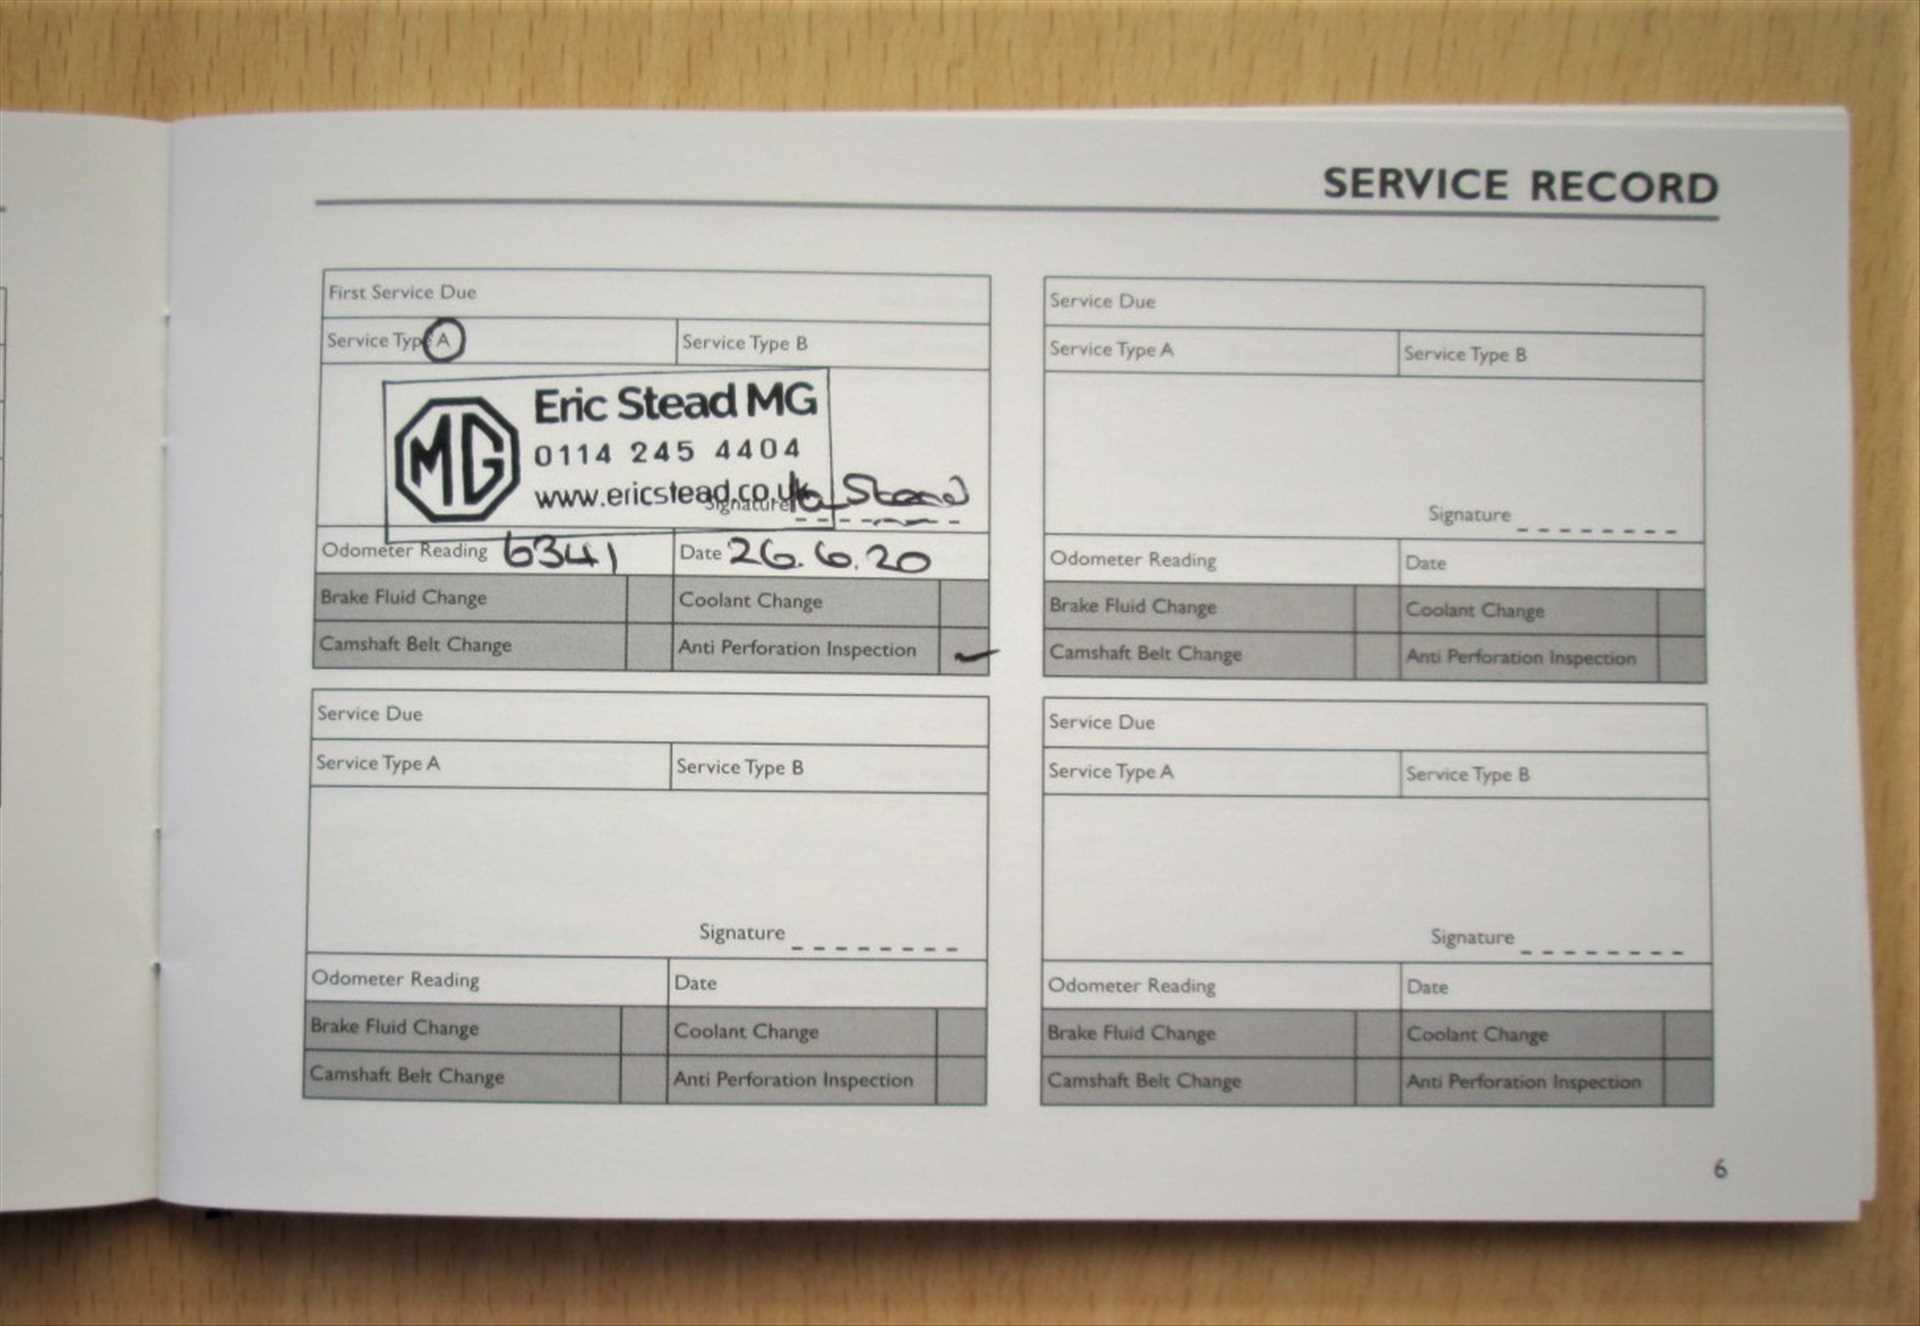 SERVICE RECORD
First Service Due
Service Type A
Service Type B
MG
Eric Stead MG
0114 245 4404
www.ericstead.co.uk
Signature Stead
Odometer Reading 6341
Date 26.6.20
Brake Fluid Change
Coolant Change
Camshaft Belt Change
Anti Perforation Inspection
Service Due
Service Type A
Service Type B
Signature
Odometer Reading
Date
Brake Fluid Change
Coolant Change
Camshaft Belt Change
Anti Perforation Inspection
Service Due
Service Type A
Service Type B
Signature
Odometer Reading
Date
Brake Fluid Change
Coolant Change
Camshaft Belt Change
Anti Perforation Inspection
Service Due
Service Type A
Service Type B
Signature
Odometer Reading
Date
Brake Fluid Change
Coolant Change
Camshaft Belt Change
Anti Perforation Inspection
6